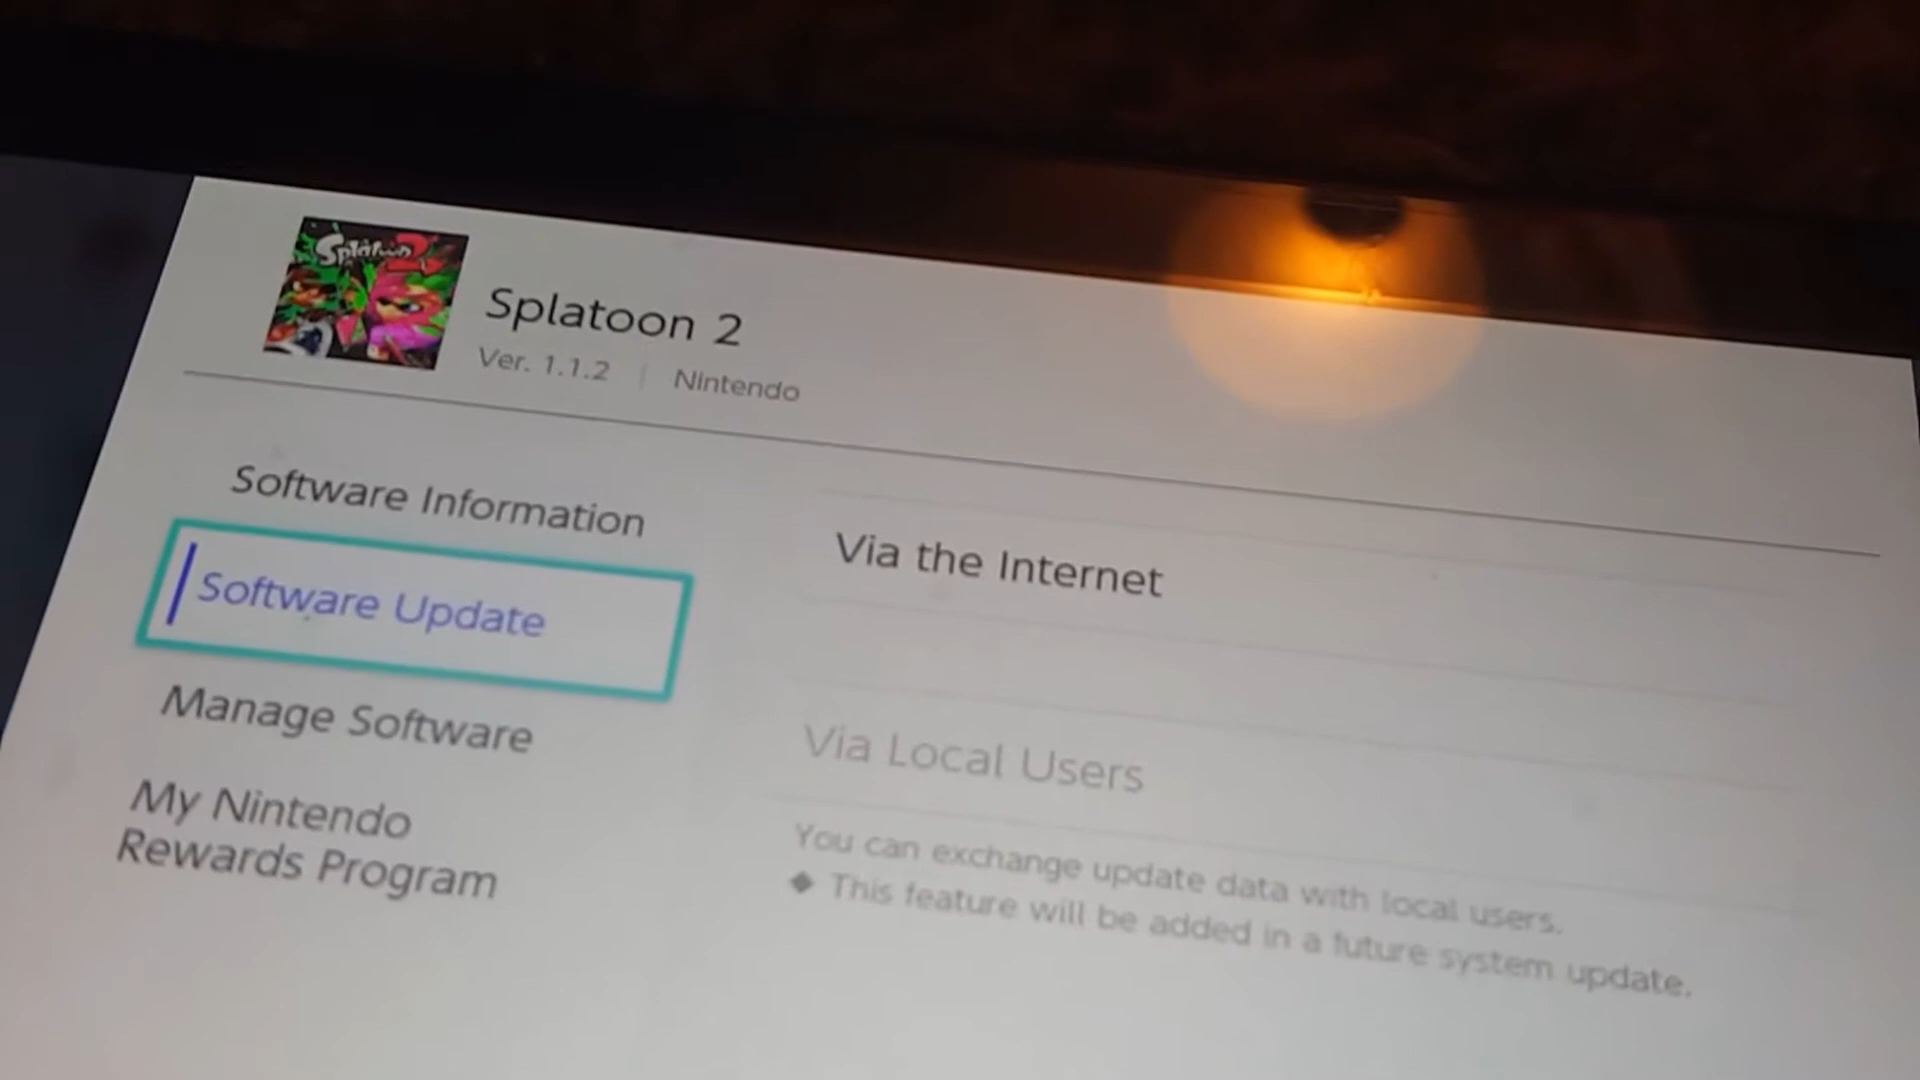 Splatoon 2
Splatoon 2
Ver. 1.1.2 | Nintendo
Software Information
Software Update
Manage Software
My Nintendo
Rewards Program
Via the Internet
Via Local Users
You can exchange update data with local users.
◆ This feature will be added in a future system update.